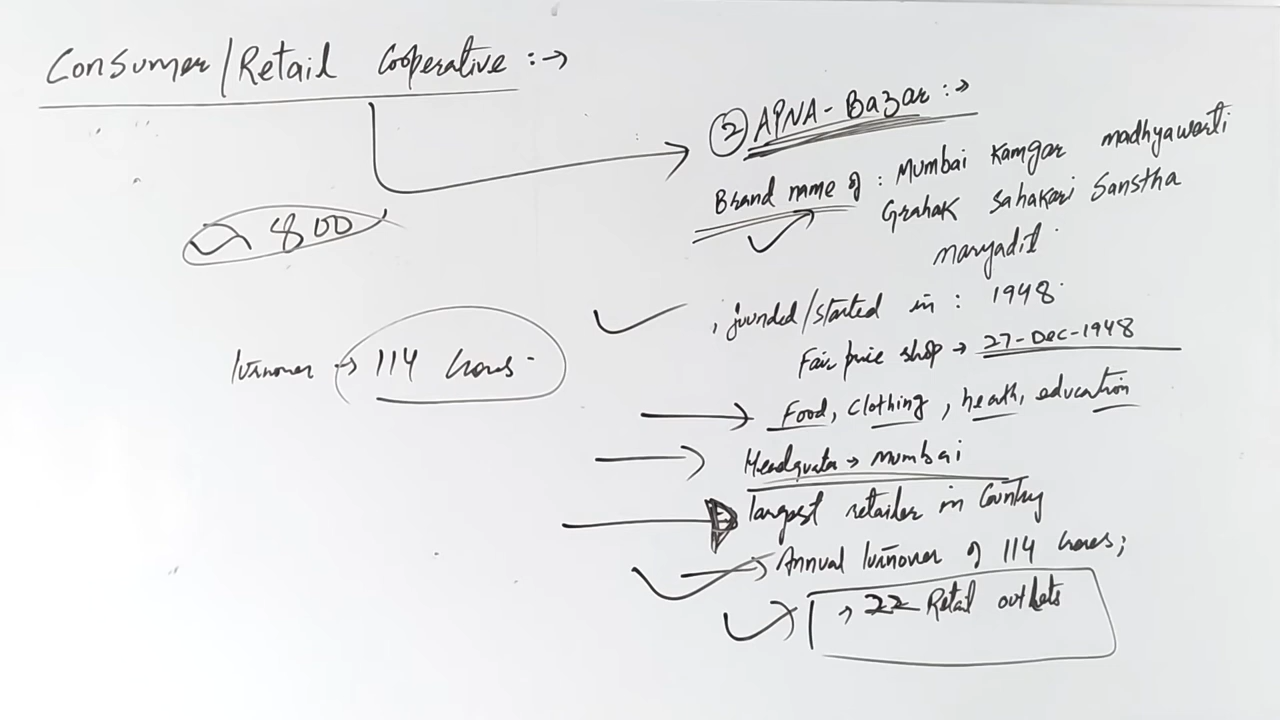 Consumer/Retail Cooperative :→
② APNA-Bazar :→
Brand name of : Mumbai Kamgar madhyawarti
Grahak Sahakari Sanstha
maryadit
800
, founded/started in : 1948
Fair price shop → 27-Dec-1948
turnover → 114 crores
Food, Clothing, health, education
Headquater → mumbai
largest retailer in Country
Annual turnover of 114 crores;
→ 22 Retail outlets